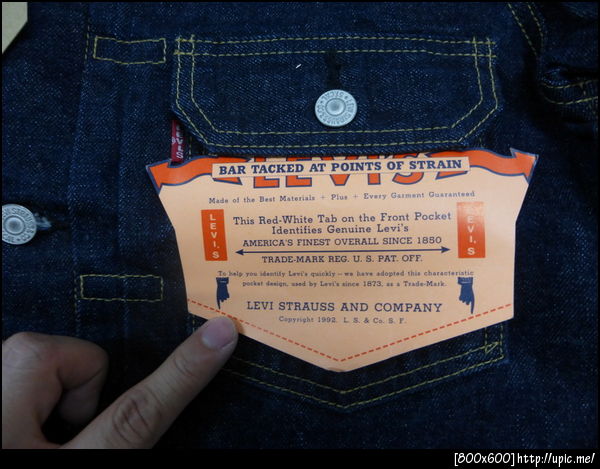 LEVI'S
BAR TACKED AT POINTS OF STRAIN
Made of the Best Materials + Plus + Every Garment Guaranteed
This Red-White Tab on the Front Pocket
Identifies Genuine Levi's
AMERICA'S FINEST OVERALL SINCE 1850
TRADE-MARK REG. U. S. PAT. OFF.
LEVI'S
LEVI'S
To help you identify Levi's quickly — we have adopted this characteristic
pocket design, used by Levi's since 1873, as a Trade-Mark.
LEVI STRAUSS AND COMPANY
Copyright 1992. L. S. & Co. S. F.
LEVI'S
[800x600] http://upic.me/